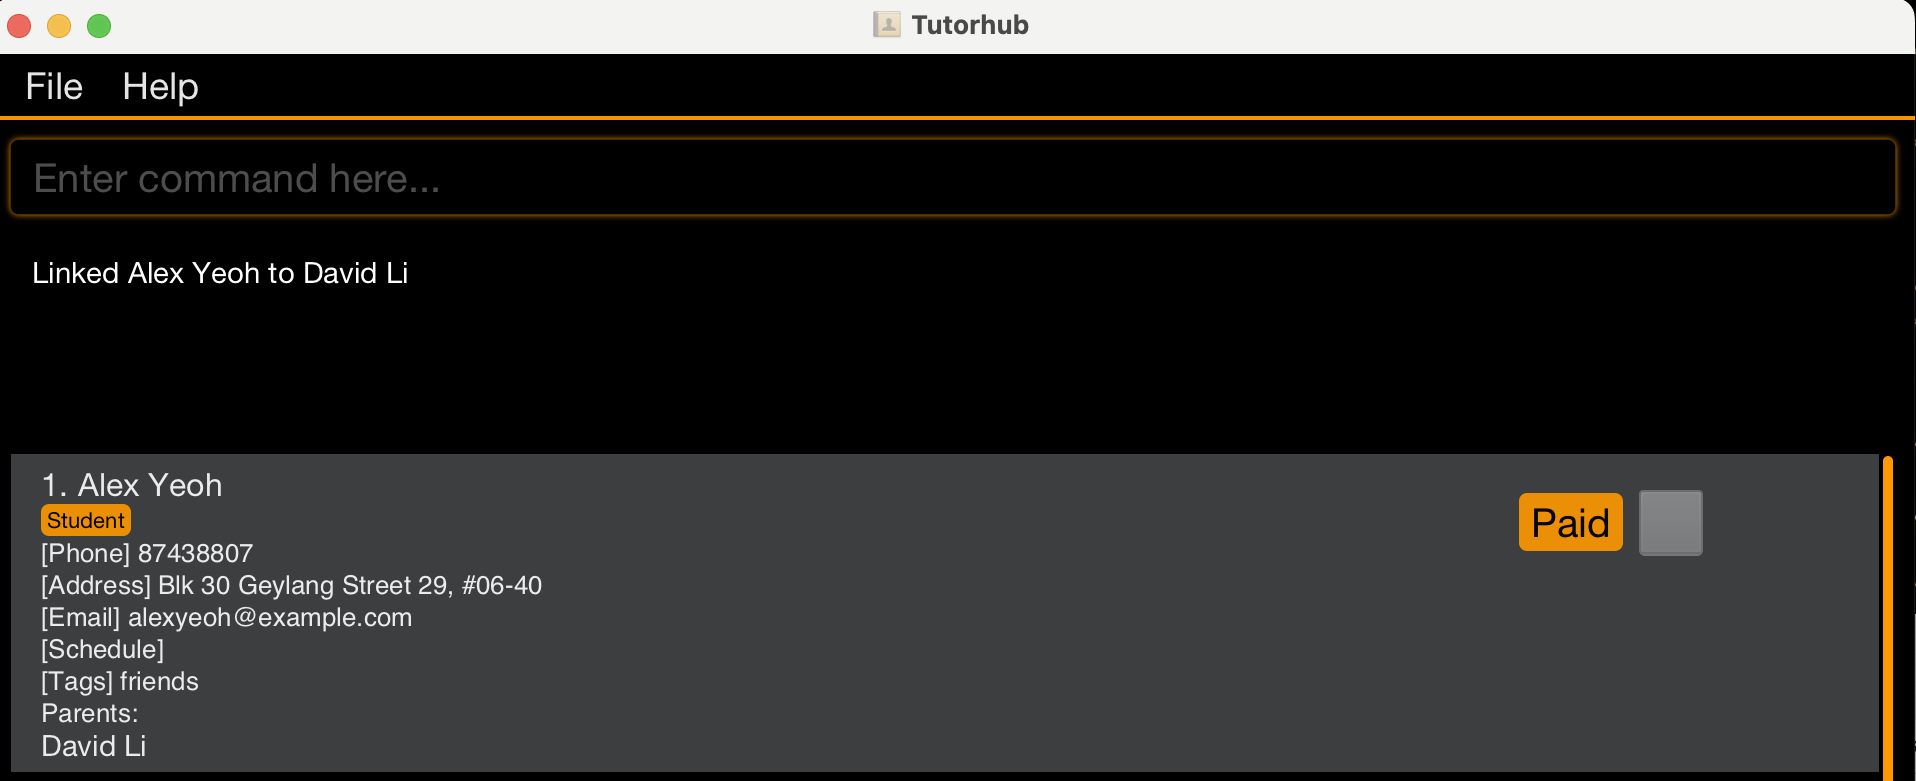 Tutorhub
File Help
Enter command here...
Linked Alex Yeoh to David Li
1. Alex Yeoh
Student
Paid
[Phone] 87438807
[Address] Blk 30 Geylang Street 29, #06-40
[Email] alexyeoh@example.com
[Schedule]
[Tags] friends
Parents:
David Li